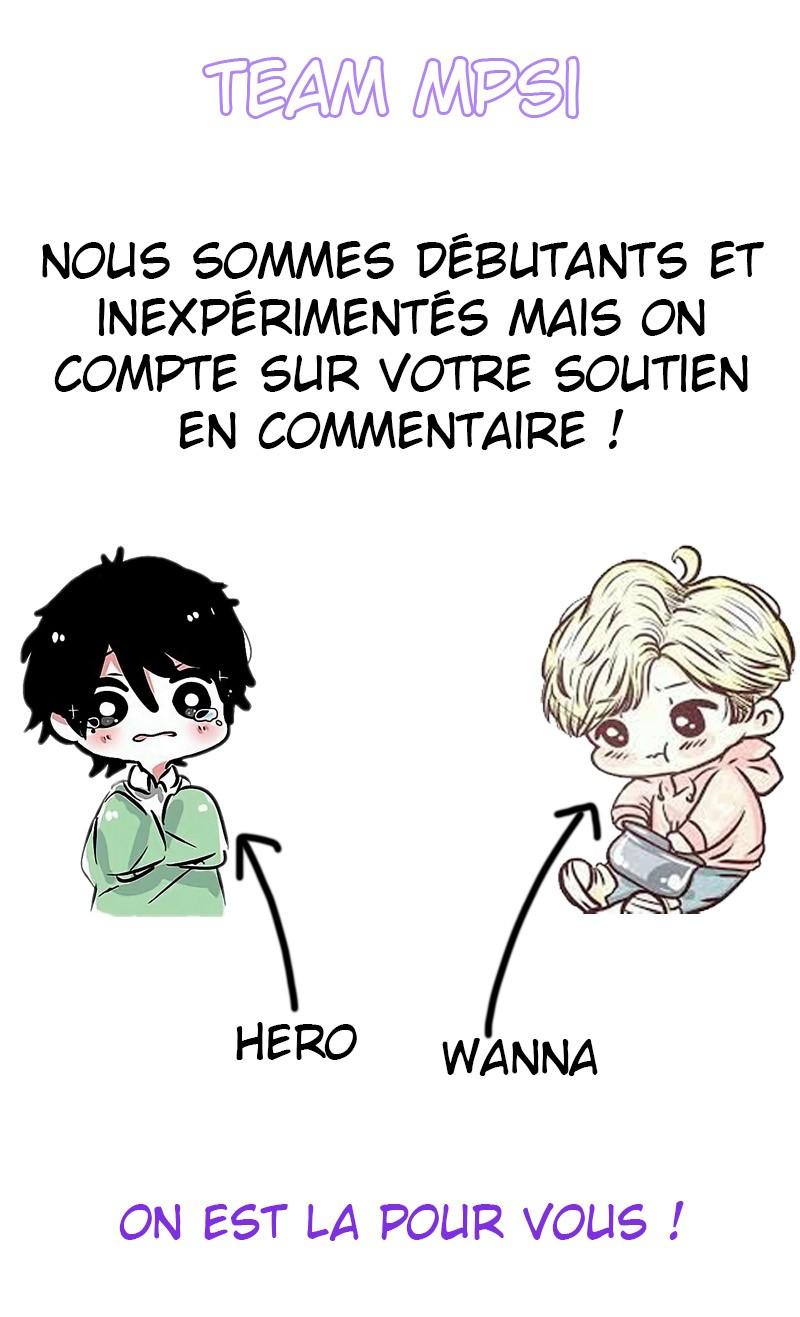 TEAM MPSI
NOUS SOMMES DÉBUTANTS ET
INEXPÉRIMENTÉS MAIS ON
COMPTE SUR VOTRE SOUTIEN
EN COMMENTAIRE !
HERO
WANNA
ON EST LA POUR VOUS !